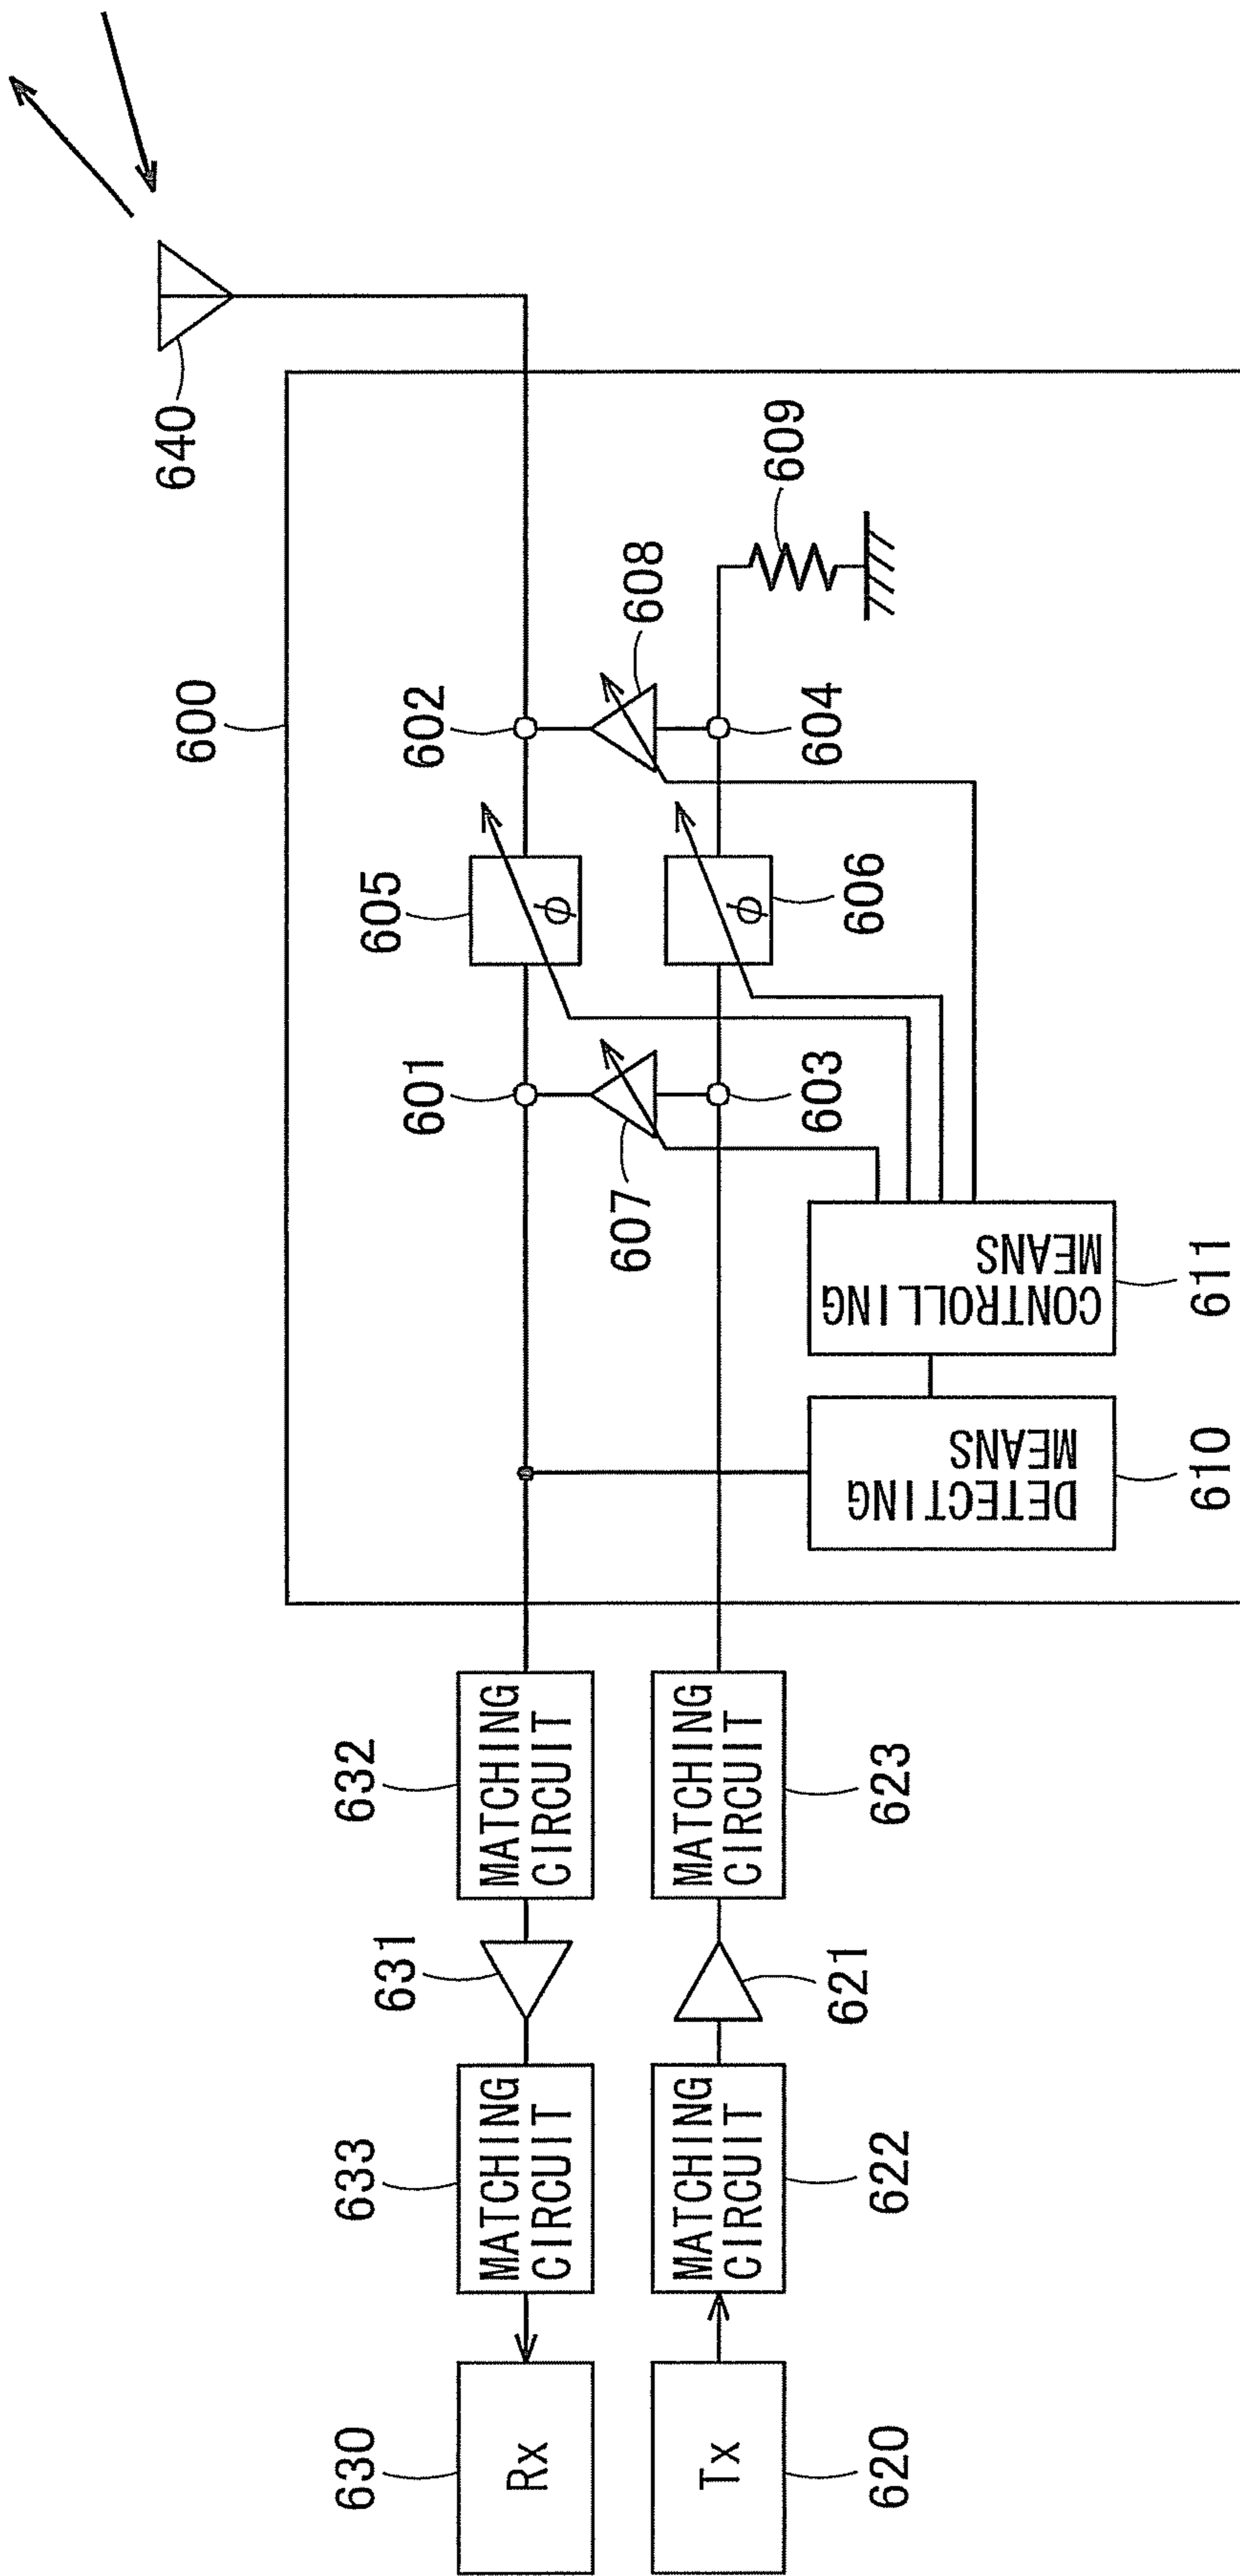 640
600
602
608
609
605
604
606
601
607
603
CONTROLLING
MEANS
611
DETECTING
MEANS
610
ϕ
ϕ
632
MATCHING
CIRCUIT
MATCHING
CIRCUIT
623
631
621
633
MATCHING
CIRCUIT
MATCHING
CIRCUIT
622
630
Rx
Tx
620